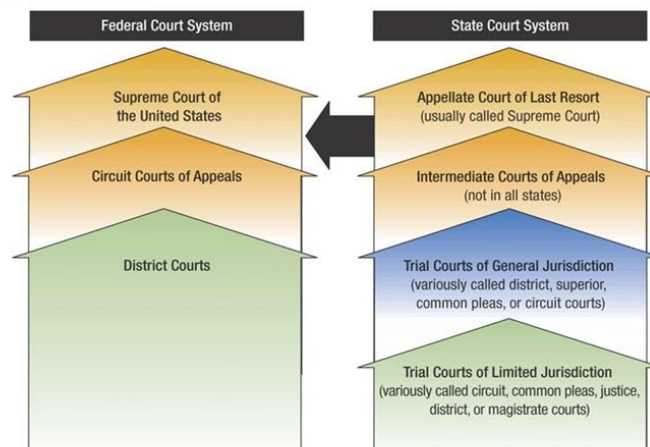 Federal Court System
Supreme Court of
the United States
Circuit Courts of Appeals
District Courts
State Court System
Appellate Court of Last Resort
(usually called Supreme Court)
Intermediate Courts of Appeals
(not in all states)
Trial Courts of General Jurisdiction
(variously called district, superior,
common pleas, or circuit courts)
Trial Courts of Limited Jurisdiction
(variously called circuit, common pleas, justice,
district, or magistrate courts)